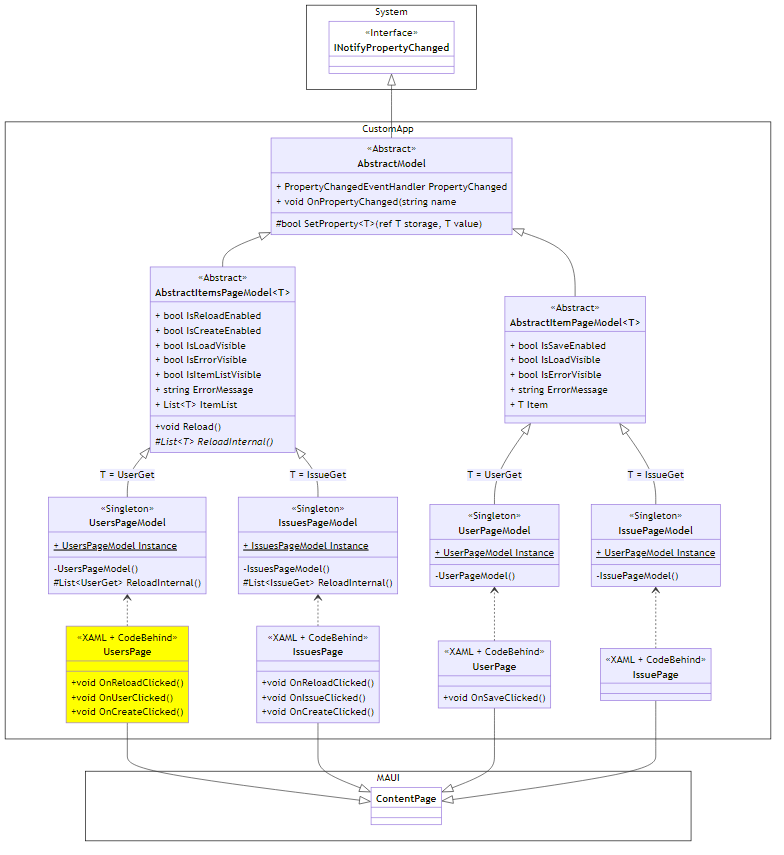 System
«Interface»
INotifyPropertyChanged
CustomApp
«Abstract»
AbstractModel
+ PropertyChangedEventHandler PropertyChanged
+ void OnPropertyChanged(string name
#bool SetProperty<T>(ref T storage, T value)
«Abstract»
AbstractItemsPageModel<T>
+ bool IsReloadEnabled
+ bool IsCreateEnabled
+ bool IsLoadVisible
+ bool IsErrorVisible
+ bool IsItemListVisible
+ string ErrorMessage
+ List<T> ItemList
+void Reload()
#List<T> ReloadInternal()
«Abstract»
AbstractItemPageModel<T>
+ bool IsSaveEnabled
+ bool IsLoadVisible
+ bool IsErrorVisible
+ string ErrorMessage
+ T Item
T = UserGet
T = IssueGet
T = UserGet
T = IssueGet
«Singleton»
UsersPageModel
+ UsersPageModel Instance
-UsersPageModel()
#List<UserGet> ReloadInternal()
«Singleton»
IssuesPageModel
+ IssuesPageModel Instance
-IssuesPageModel()
#List<IssueGet> ReloadInternal()
«Singleton»
UserPageModel
+ UserPageModel Instance
-UserPageModel()
«Singleton»
IssuePageModel
+ UserPageModel Instance
-IssuePageModel()
«XAML + CodeBehind»
UsersPage
+void OnReloadClicked()
+void OnUserClicked()
+void OnCreateClicked()
«XAML + CodeBehind»
IssuesPage
+void OnReloadClicked()
+void OnIssueClicked()
+void OnCreateClicked()
«XAML + CodeBehind»
UserPage
+void OnSaveClicked()
«XAML + CodeBehind»
IssuePage
MAUI
ContentPage